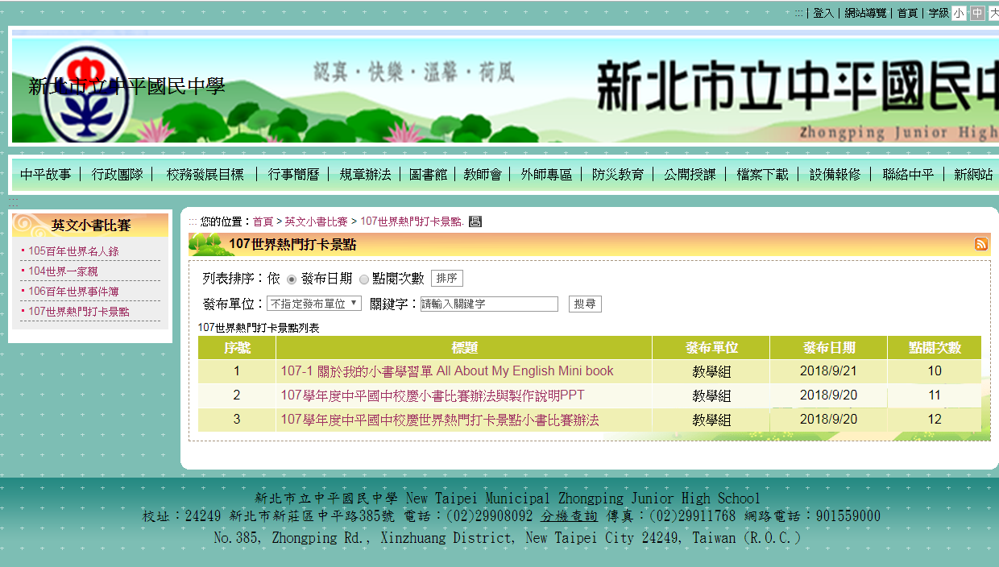 ::: | 登入 | 網站導覽 | 首頁 | 字級 小 中 大
認真・快樂・溫馨・荷風
新北市立中平國民中學
新北市立中平國民中
Zhongping Junior High
中平故事 | 行政團隊 | 校務發展目標 | 行事簡曆 | 規章辦法 | 圖書館 | 教師會 | 外師專區 | 防災教育 | 公開授課 | 檔案下載 | 設備報修 | 聯絡中平 | 新網站
:::
英文小書比賽
105百年世界名人錄
104世界一家親
106百年世界事件簿
107世界熱門打卡景點
::: 您的位置：首頁 > 英文小書比賽 > 107世界熱門打卡景點.
107世界熱門打卡景點
列表排序：依 發布日期 點閱次數 排序
發布單位：不指定發布單位 關鍵字：請輸入關鍵字 搜尋
107世界熱門打卡景點列表
序號 標題 發布單位 發布日期 點閱次數
1 107-1 關於我的小書學習單 All About My English Mini book 教學組 2018/9/21 10
2 107學年度中平國中校慶小書比賽辦法與製作說明PPT 教學組 2018/9/20 11
3 107學年度中平國中校慶世界熱門打卡景點小書比賽辦法 教學組 2018/9/20 12
新北市立中平國民中學 New Taipei Municipal Zhongping Junior High School
校址：24249 新北市新莊區中平路385號 電話：(02)29908092 分機查詢 傳真：(02)29911768 網路電話：901559000
No.385, Zhongping Rd., Xinzhuang District, New Taipei City 24249, Taiwan (R.O.C.)